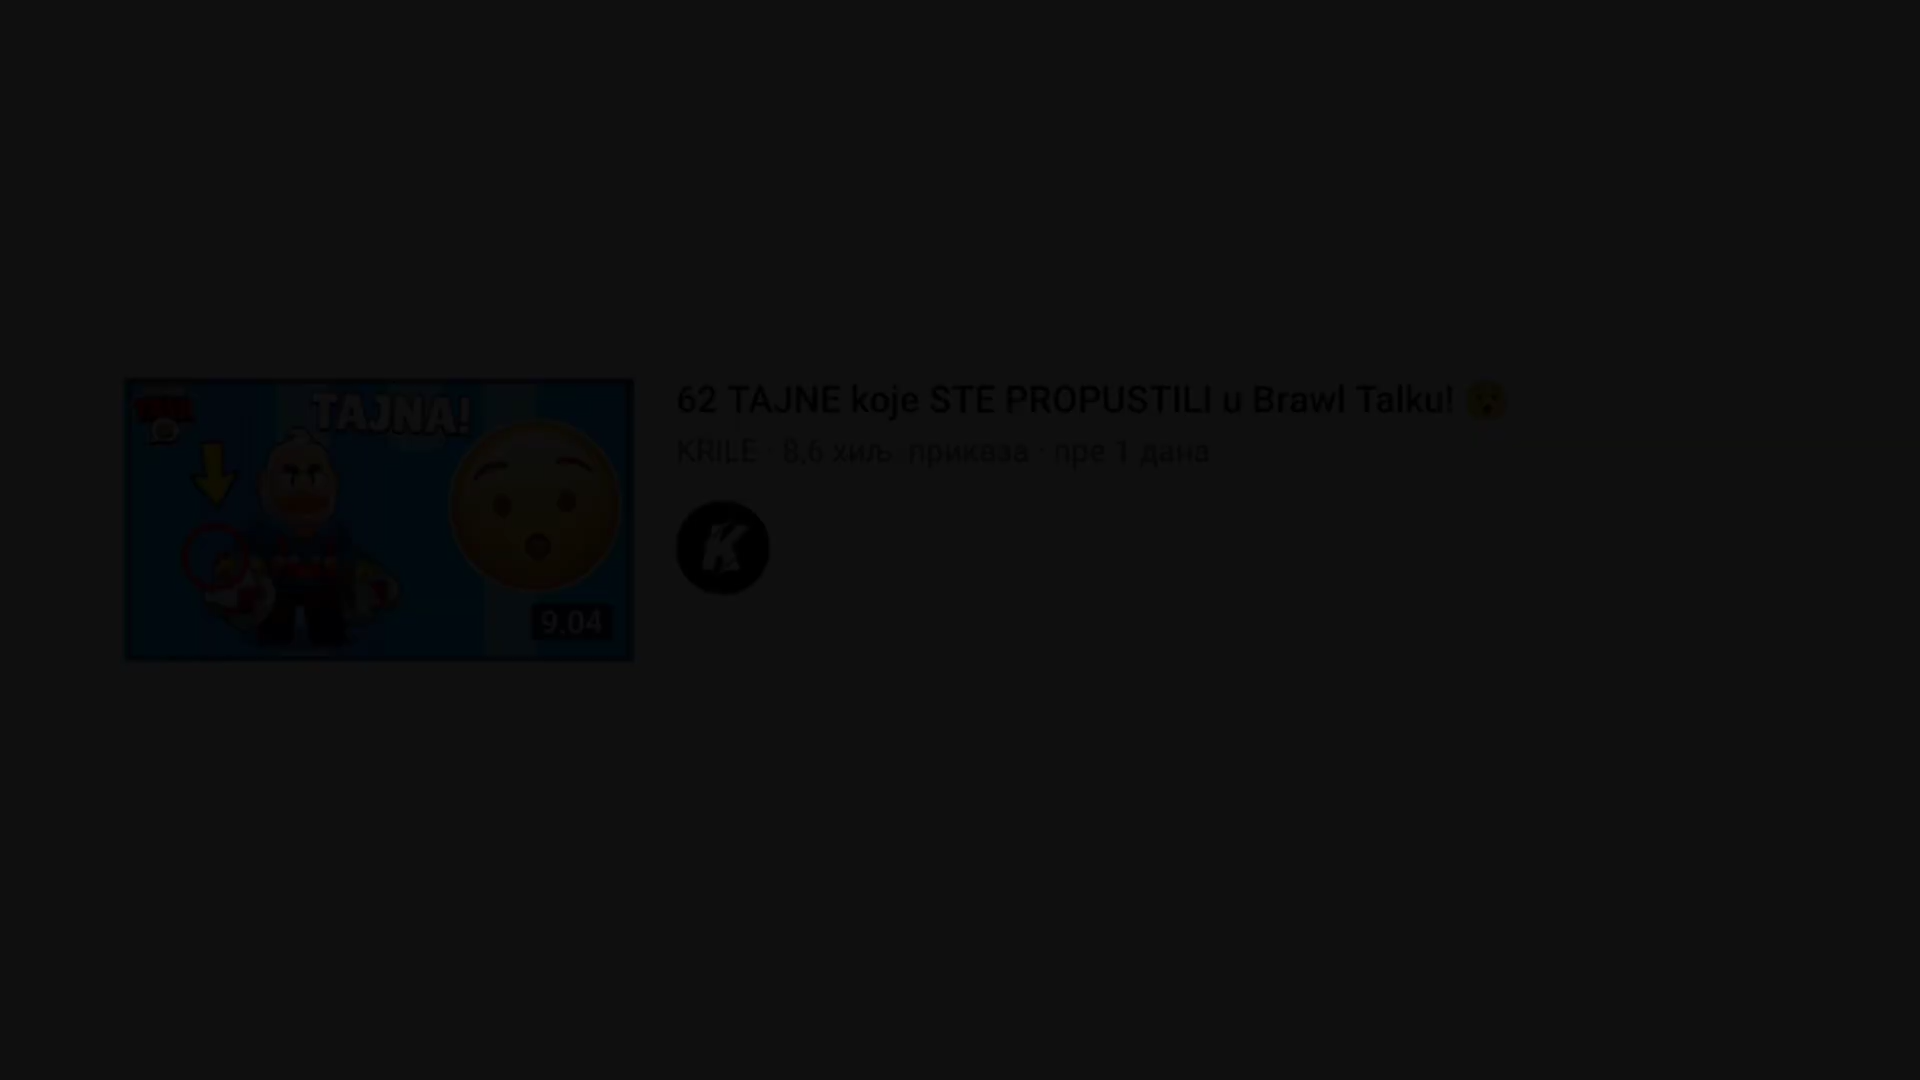 TAJNA!
9.04
62 TAJNE koje STE PROPUSTILI u Brawl Talku! 😯
KRILE · 8,6 хиљ. приказа · пре 1 дана
K